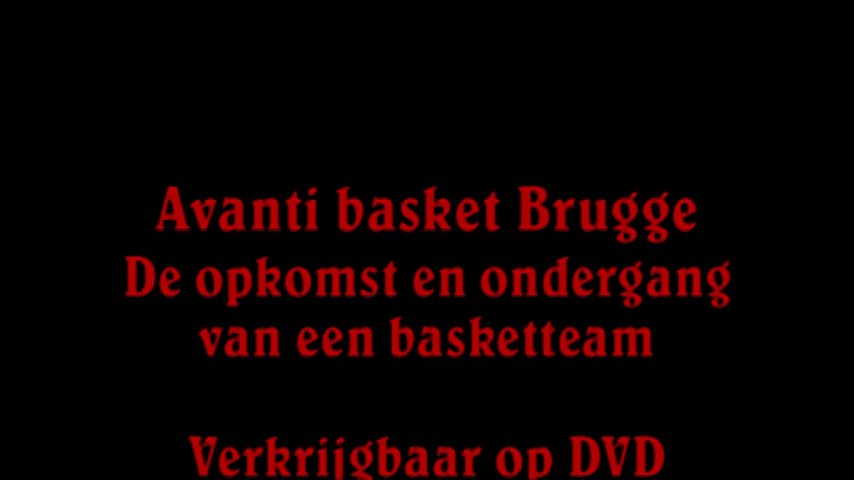 Avanti basket Brugge
De opkomst en ondergang
van een basketteam
Verkrijgbaar op DVD